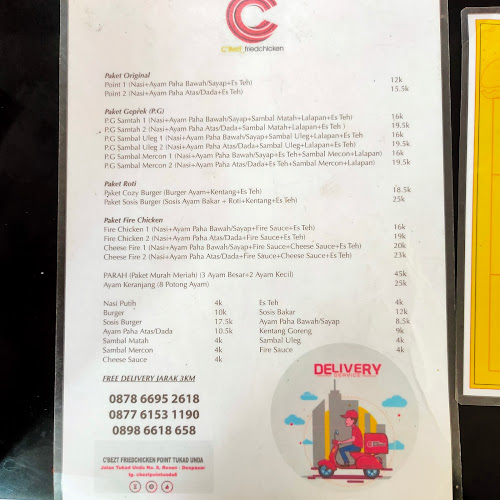 C'BEZT friedchicken
Paket Original
Point 1 (Nasi+Ayam Paha Bawah/Sayap+Es Teh) 12k
Point 2 (Nasi+Ayam Paha Atas/Dada+Es Teh) 15.5k
Paket Geprek (P.G)
P.G Samtah 1 (Nasi+Ayam Paha Bawah/Sayap+Sambal Matah+Lalapan+Es Teh) 16k
P.G Samtah 2 (Nasi+Ayam Paha Atas/Dada+Sambal Matah+Lalapan+Es Teh ) 19.5k
P.G Sambal Uleg 1 (Nasi+Ayam Paha Bawah/Sayap+Sambal Uleg+Lalapan+Es Teh 16k
P.G Sambal Uleg 2 (Nasi+Ayam Paha Atas/Dada+Sambal Uleg+Lalapan+Es Teh) 19.5k
P.G Sambal Mercon 1 (Nasi+Ayam Paha Bawah/Sayap+Es Teh+Sambal Mecon+Lalapan) 16k
P.G Sambal Mercon 2 (Nasi+Ayam Paha Atas/Dada+Es Teh+Sambal Mercon+Lalapan) 19.5k
Paket Roti
Paket Cozy Burger (Burger Ayam+Kentang+Es Teh) 18.5k
Paket Sosis Burger (Sosis Ayam Bakar + Roti+Kentang+Es Teh) 25k
Paket Fire Chicken
Fire Chicken 1 (Nasi+Ayam Paha Bawah/Sayap+Fire Sauce+Es Teh) 16k
Fire Chicken 2 (Nasi+Ayam Paha Atas/Dada+Fire Sauce+Es Teh) 19k
Cheese Fire 1 (Nasi+Ayam Paha Bawah/Sayap+Fire Sauce+Cheese Sauce+Es Teh) 20k
Cheese Fire 2 (Nasi+Ayam Paha Atas/Dada+Fire Sauce+Cheese Sauce+Es Teh) 23k
PARAH (Paket Murah Meriah) (3 Ayam Besar+2 Ayam Kecil) 45k
Ayam Keranjang (8 Potong Ayam) 25k
Nasi Putih 4k Es Teh 4k
Burger 10k Sosis Bakar 12k
Sosis Burger 17.5k Ayam Paha Bawah/Sayap 8.5k
Ayam Paha Atas/Dada 10.5k Kentang Goreng 9k
Sambal Matah 4k Sambal Uleg 4k
Sambal Mercon 4k Fire Sauce 4k
Cheese Sauce 4k
FREE DELIVERY JARAK 3KM
0878 6695 2618
0877 6153 1190
0898 6618 658
C'BEZT FRIEDCHICKEN POINT TUKAD UNDA
Jalan Tukad Unda No. 8, Renon - Denpasar
DELIVERY
SERVICE